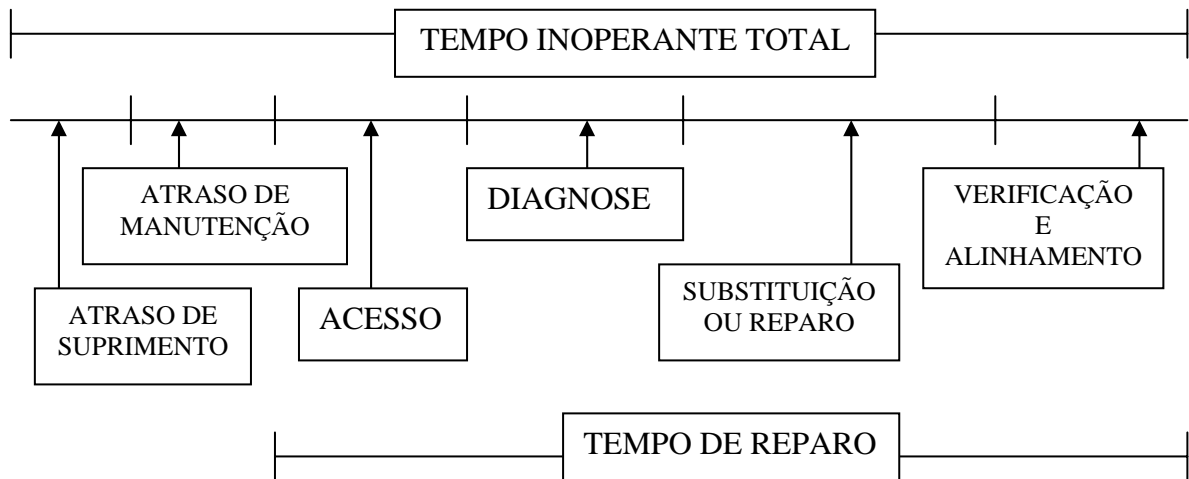 TEMPO INOPERANTE TOTAL
ATRASO DE
MANUTENÇÃO
DIAGNOSE
VERIFICAÇÃO
E
ALINHAMENTO
ATRASO DE
SUPRIMENTO
ACESSO
SUBSTITUIÇÃO
OU REPARO
TEMPO DE REPARO